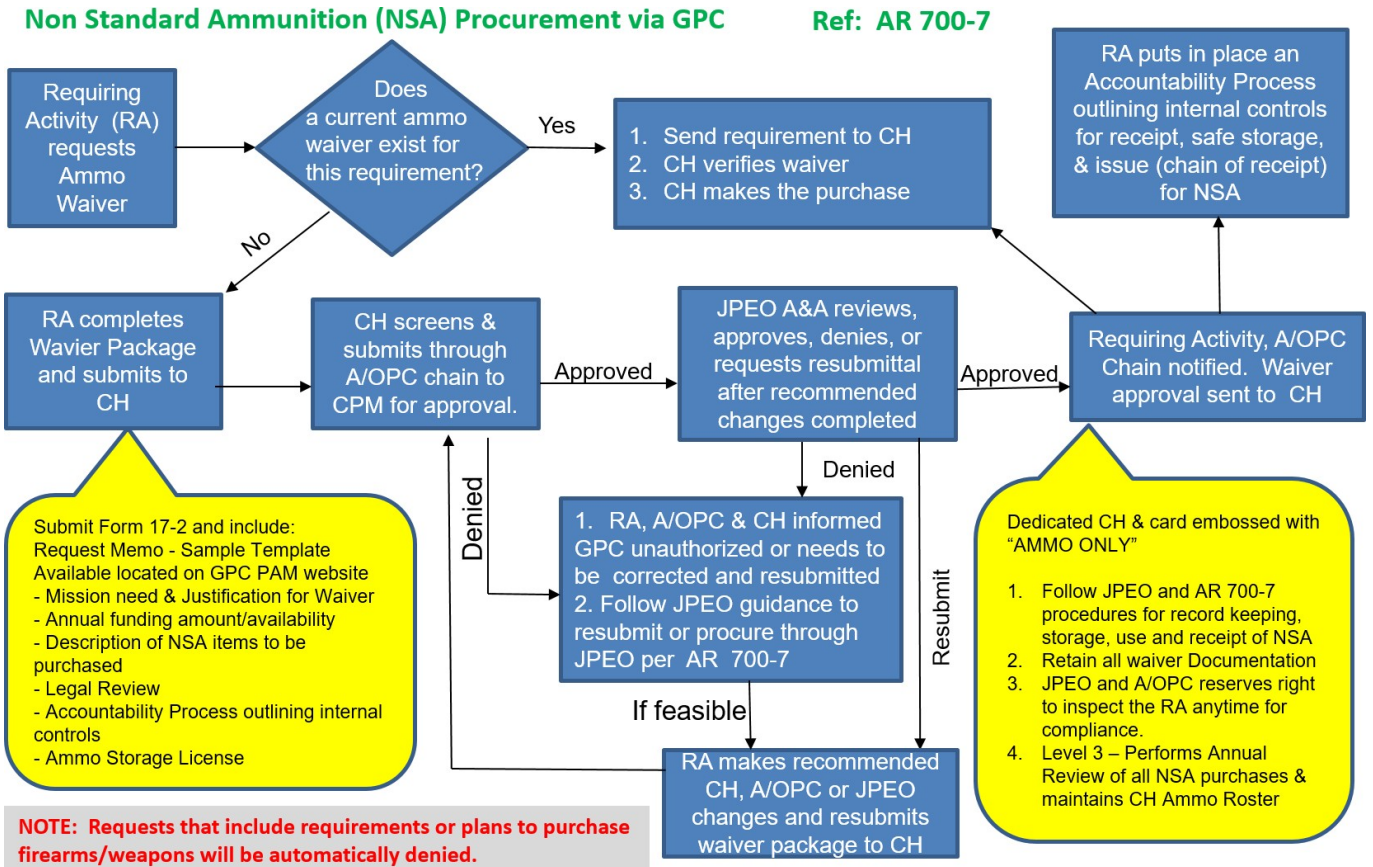 Non Standard Ammunition (NSA) Procurement via GPC
Ref: AR 700-7
Requiring
Activity (RA)
requests
Ammo
Waiver
Does
a current ammo
waiver exist for
this requirement?
Yes
1. Send requirement to CH
2. CH verifies waiver
3. CH makes the purchase
RA puts in place an
Accountability Process
outlining internal controls
for receipt, safe storage,
& issue (chain of receipt)
for NSA
No
RA completes
Wavier Package
and submits to
CH
CH screens &
submits through
A/OPC chain to
CPM for approval.
Approved
JPEO A&A reviews,
approves, denies, or
requests resubmittal
after recommended
changes completed
Approved
Requiring Activity, A/OPC
Chain notified. Waiver
approval sent to CH
Denied
Denied
Resubmit
Submit Form 17-2 and include:
Request Memo - Sample Template
Available located on GPC PAM website
- Mission need & Justification for Waiver
- Annual funding amount/availability
- Description of NSA items to be
purchased
- Legal Review
- Accountability Process outlining internal
controls
- Ammo Storage License
1. RA, A/OPC & CH informed
GPC unauthorized or needs to
be corrected and resubmitted
2. Follow JPEO guidance to
resubmit or procure through
JPEO per AR 700-7
If feasible
RA makes recommended
CH, A/OPC or JPEO
changes and resubmits
waiver package to CH
Dedicated CH & card embossed with
“AMMO ONLY”
1. Follow JPEO and AR 700-7
procedures for record keeping,
storage, use and receipt of NSA
2. Retain all waiver Documentation
3. JPEO and A/OPC reserves right
to inspect the RA anytime for
compliance.
4. Level 3 – Performs Annual
Review of all NSA purchases &
maintains CH Ammo Roster
NOTE: Requests that include requirements or plans to purchase
firearms/weapons will be automatically denied.